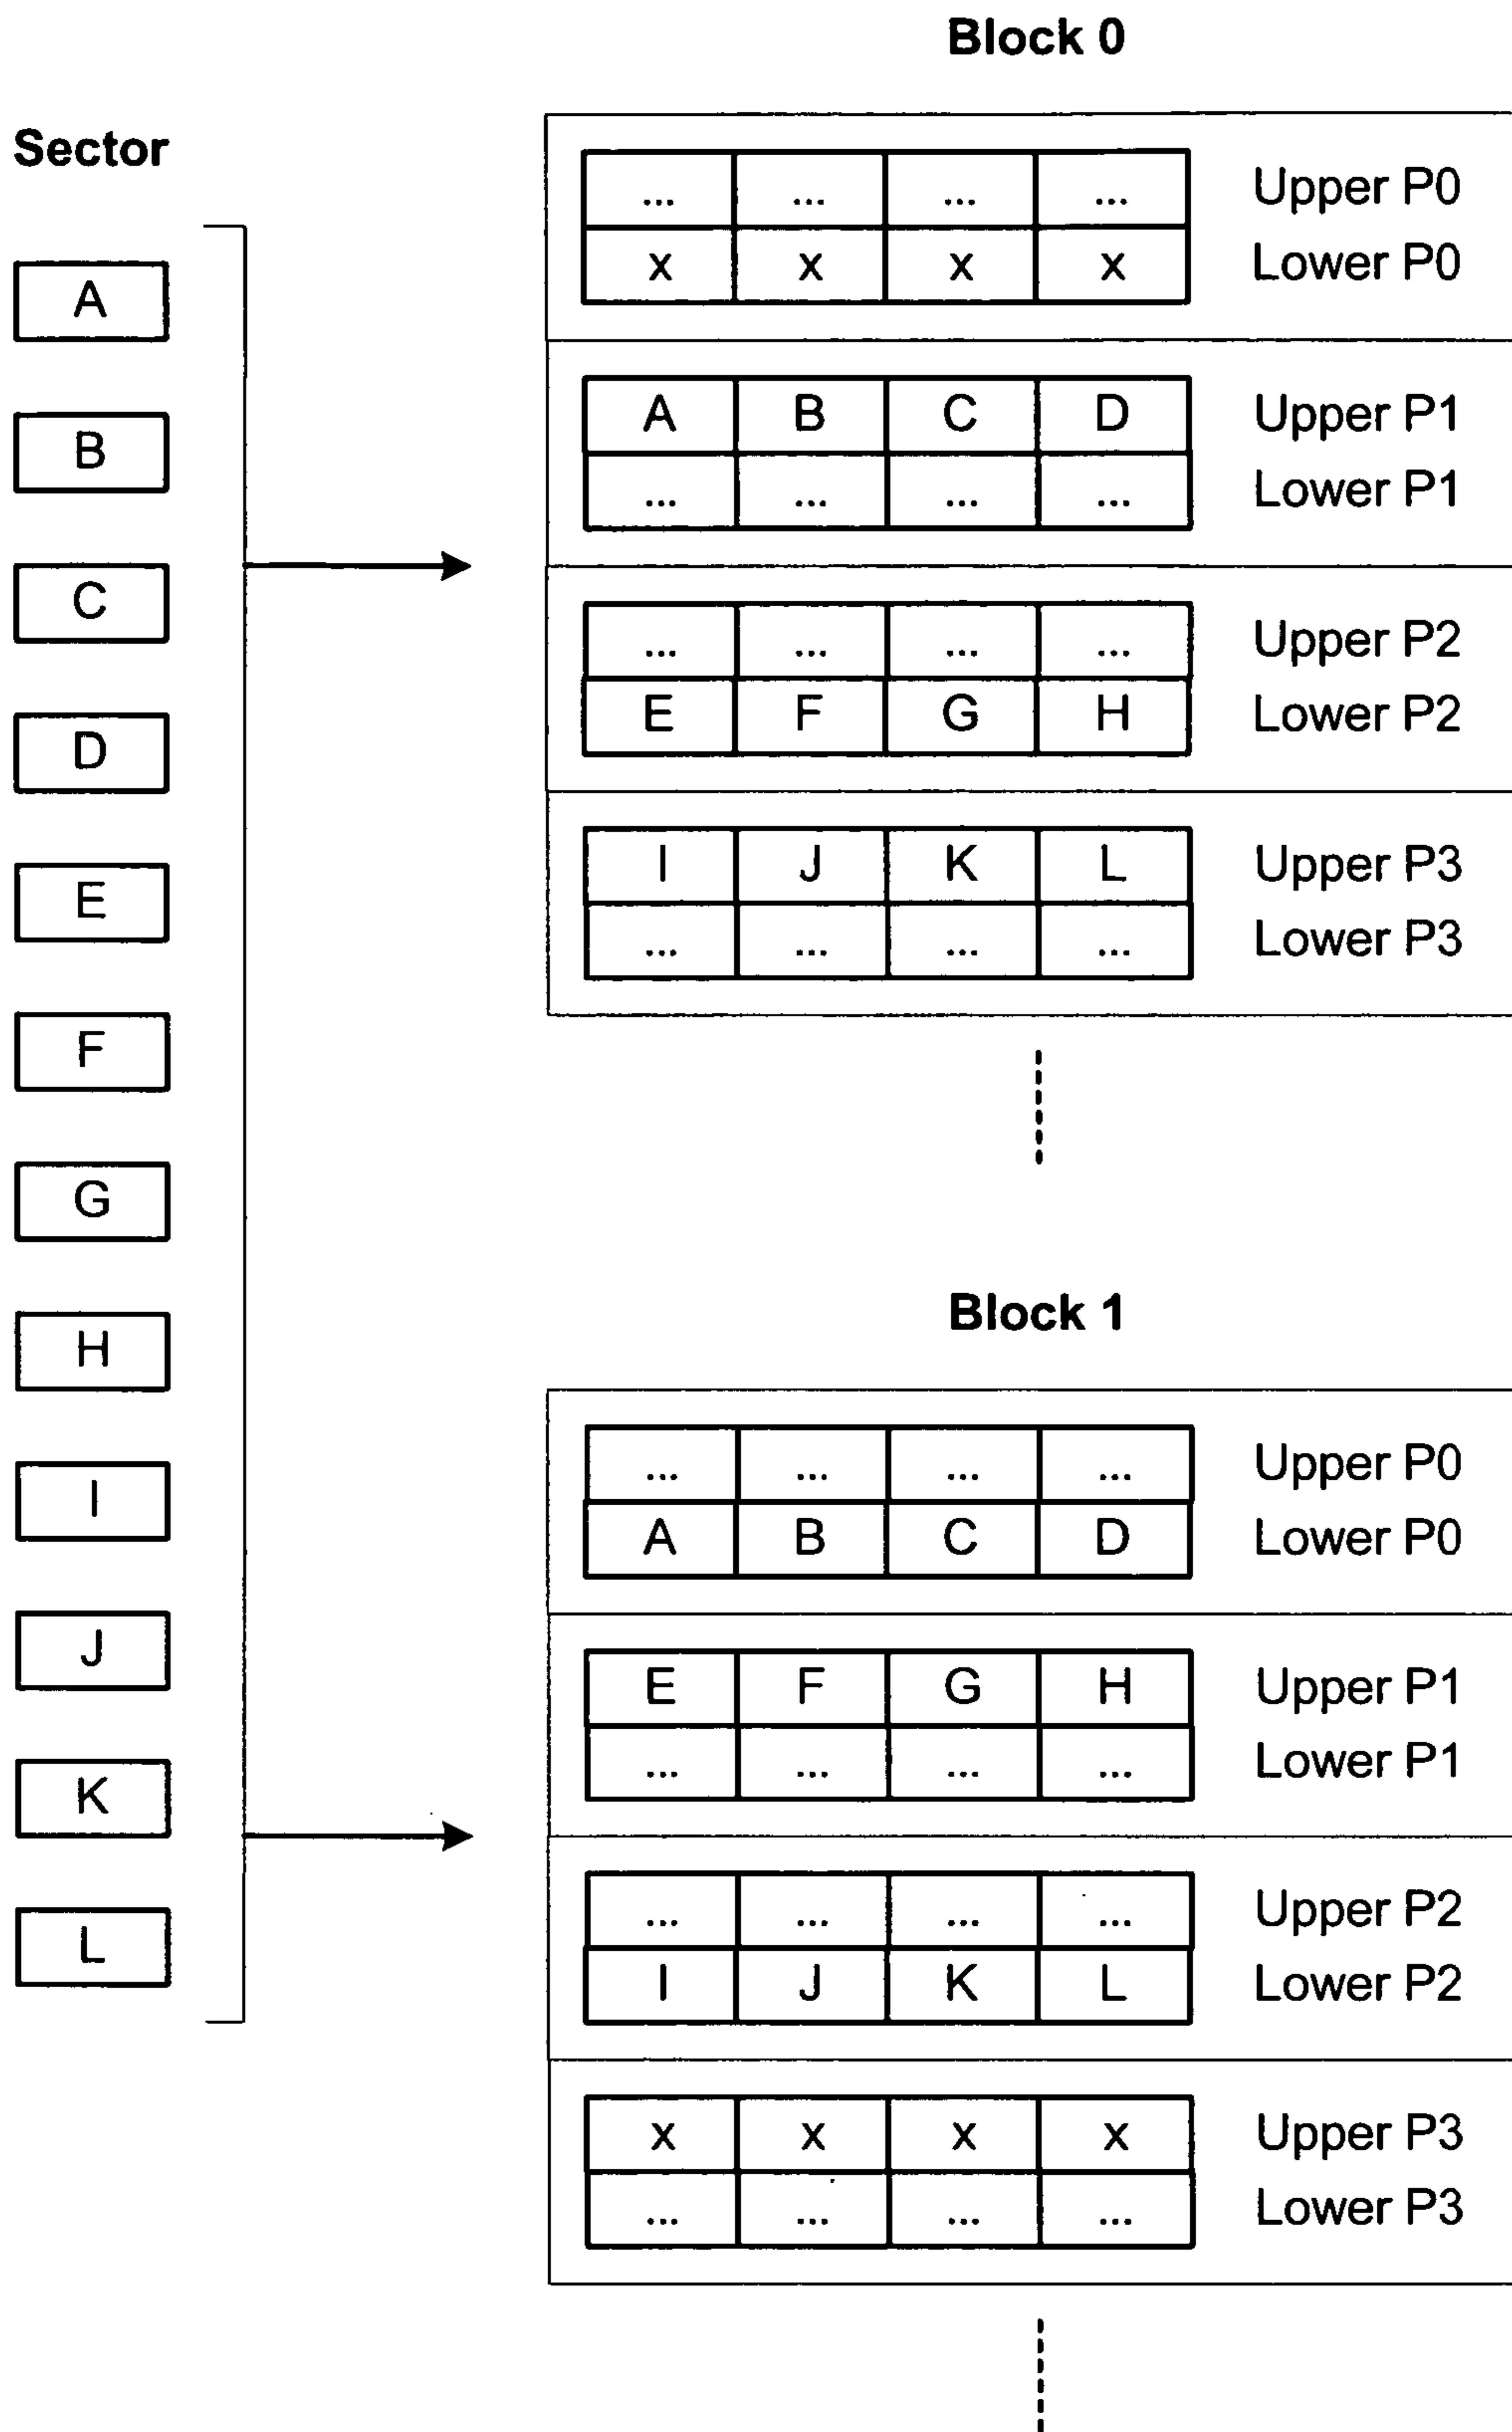 Sector
A
B
C
D
E
F
G
H
I
J
K
L
Block 0
... ... ... ... Upper P0
x x x x Lower P0
A B C D Upper P1
... ... ... ... Lower P1
... ... ... ... Upper P2
E F G H Lower P2
I J K L Upper P3
... ... ... ... Lower P3
Block 1
... ... ... ... Upper P0
A B C D Lower P0
E F G H Upper P1
... ... ... ... Lower P1
... ... ... ... Upper P2
I J K L Lower P2
x x x x Upper P3
... ... ... ... Lower P3